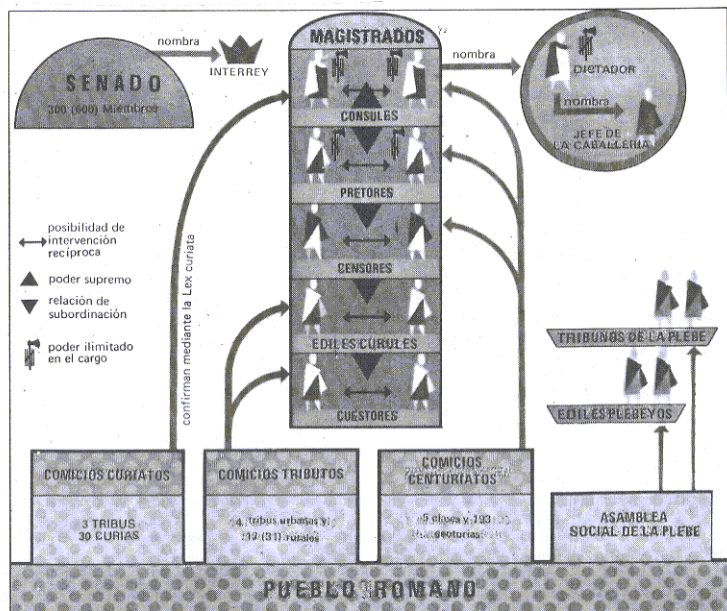 SENADO
300 (600) Miembros
nombra
INTERREY
MAGISTRADOS
nombra
DICTADOR
nombra
JEFE DE
LA CABALLERIA
CONSULES
PRETORES
CENSORES
EDILES CURULES
CUESTORES
posibilidad de
intervención
recíproca
poder supremo
relación de
subordinación
poder ilimitado
en el cargo
confirman mediante la Lex curiata
TRIBUNOS DE LA PLEBE
EDILES PLEBEYOS
COMICIOS CURIATOS
3 TRIBUS
30 CURIAS
COMICIOS TRIBUTOS
4 tribus urbanas y
(31) rurales
COMICIOS
CENTURIATOS
5 clases y 193
ASAMBLEA
SOCIAL DE LA PLEBE
PUEBLO ROMANO